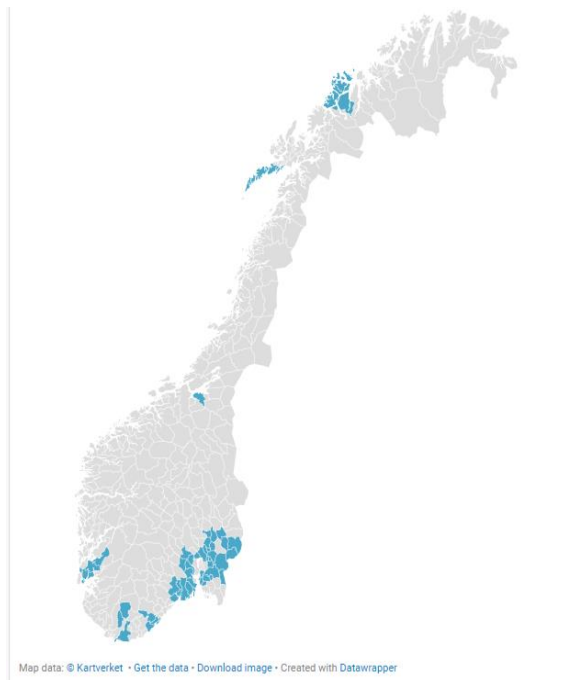 Map data: © Kartverket • Get the data • Download image • Created with Datawrapper